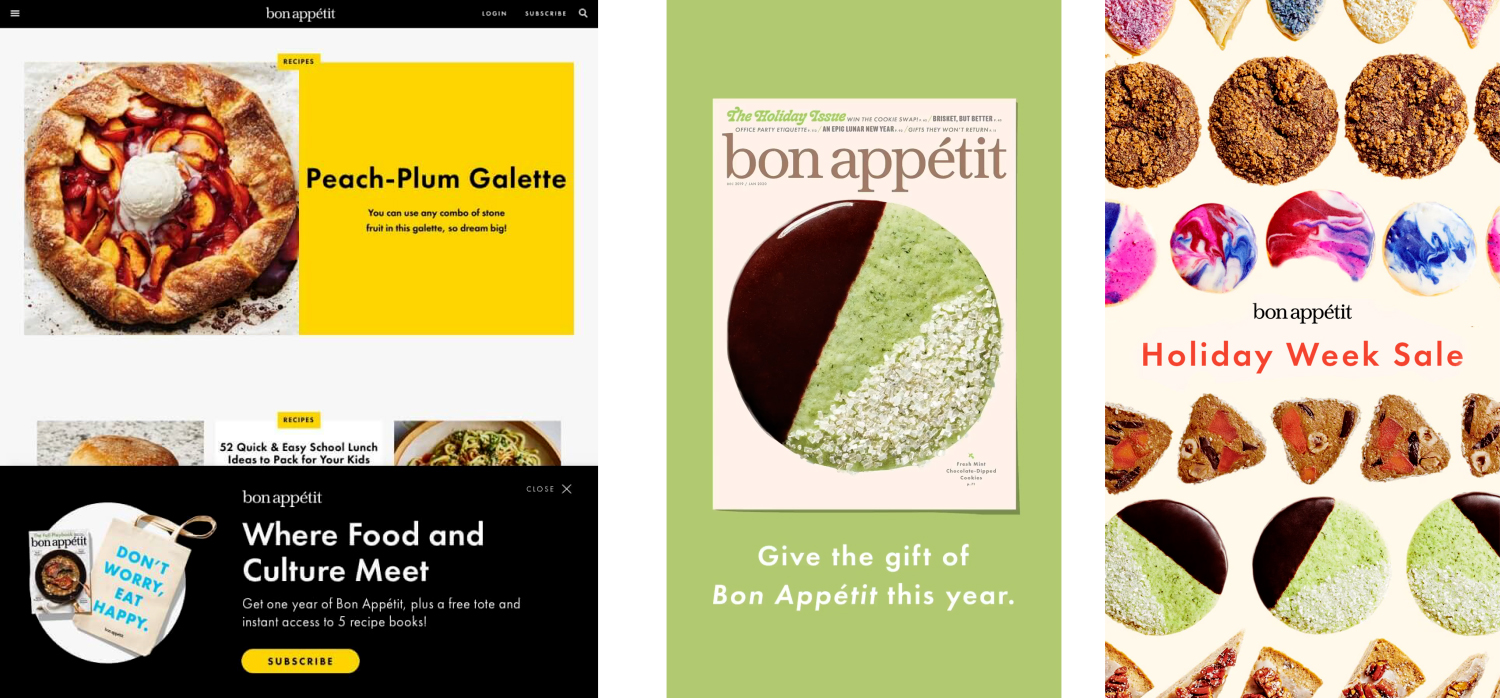 bon appétit
LOGIN SUBSCRIBE
RECIPES
Peach-Plum Galette
You can use any combo of stone
fruit in this galette, so dream big!
RECIPES
52 Quick & Easy School Lunch
Ideas to Pack for Your Kids
CLOSE
bon appétit
Where Food and
Culture Meet
Get one year of Bon Appétit, plus a free tote and
instant access to 5 recipe books!
SUBSCRIBE
bon appétit
DON'T
WORRY,
EAT
HAPPY.
bon appétit
The Holiday Issue WIN THE COOKIE SWAP! / BRISKET, BUT BETTER
OFFICE PARTY ETIQUETTE / AN EPIC LUNAR NEW YEAR / GIFTS THEY WON'T RETURN
bon appétit
Fresh Mint
Chocolate-Dipped
Cookies
Give the gift of
Bon Appétit this year.
bon appétit
Holiday Week Sale